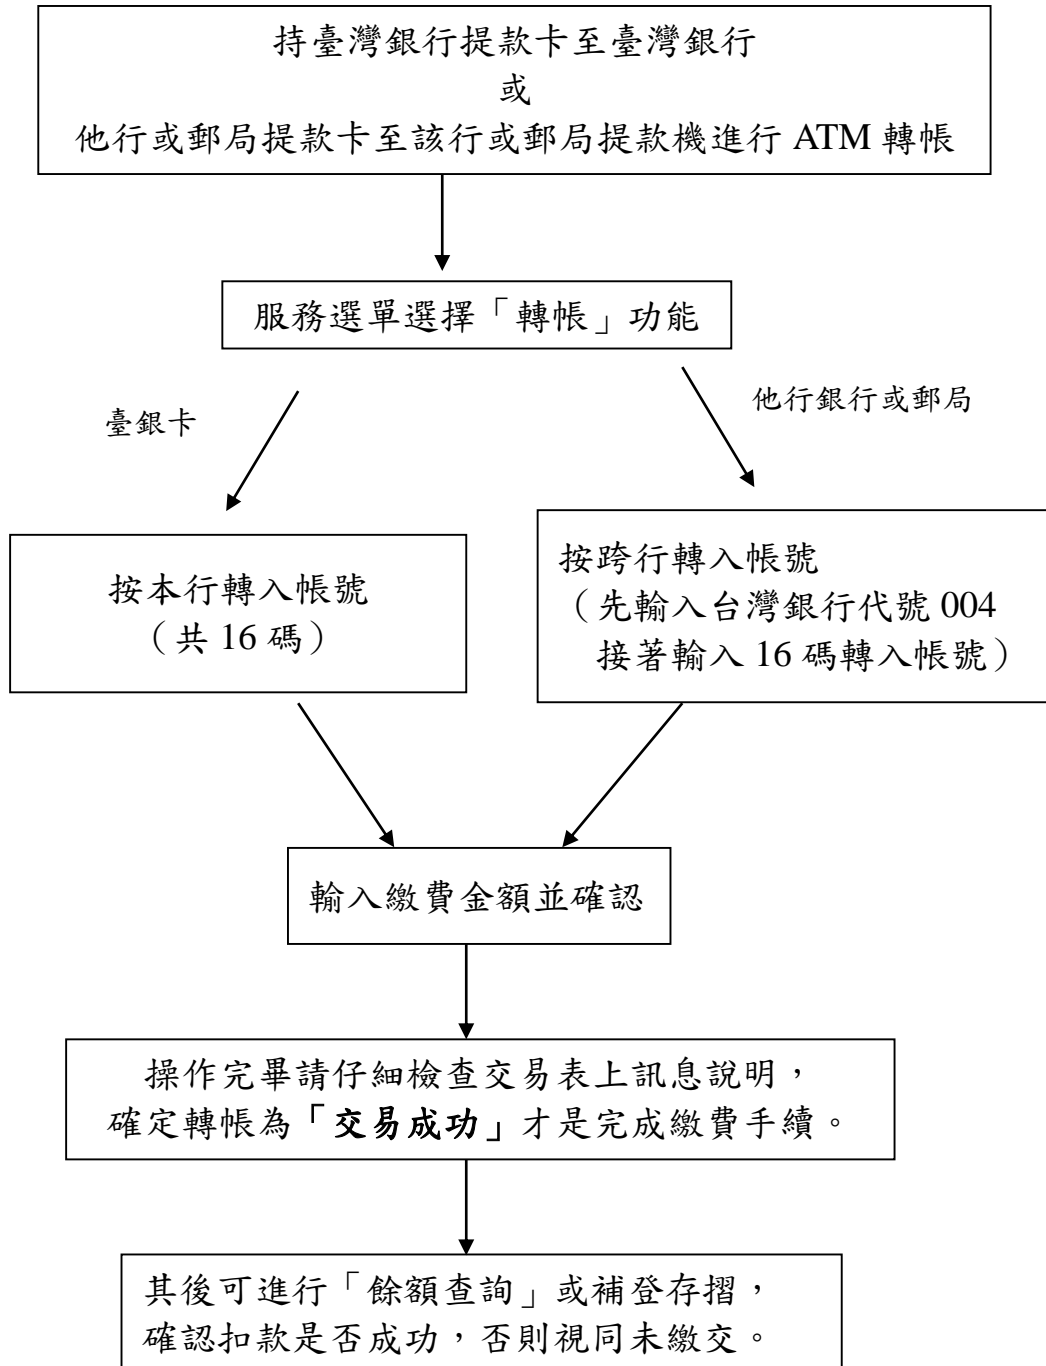 持臺灣銀行提款卡至臺灣銀行
或
他行或郵局提款卡至該行或郵局提款機進行 ATM 轉帳
服務選單選擇「轉帳」功能
臺銀卡
他行銀行或郵局
按本行轉入帳號
（共 16 碼）
按跨行轉入帳號
（先輸入台灣銀行代號 004
接著輸入 16 碼轉入帳號）
輸入繳費金額並確認
操作完畢請仔細檢查交易表上訊息說明，
確定轉帳為「交易成功」才是完成繳費手續。
其後可進行「餘額查詢」或補登存摺，
確認扣款是否成功，否則視同未繳交。